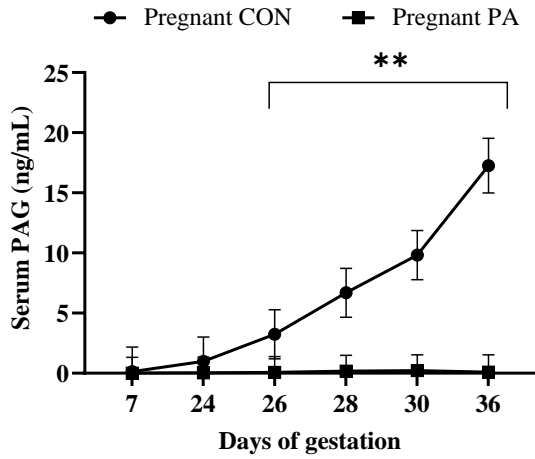 Pregnant CON Pregnant PA
**
25
20
15
10
5
0
Serum PAG (ng/mL)
7 24 26 28 30 36
Days of gestation